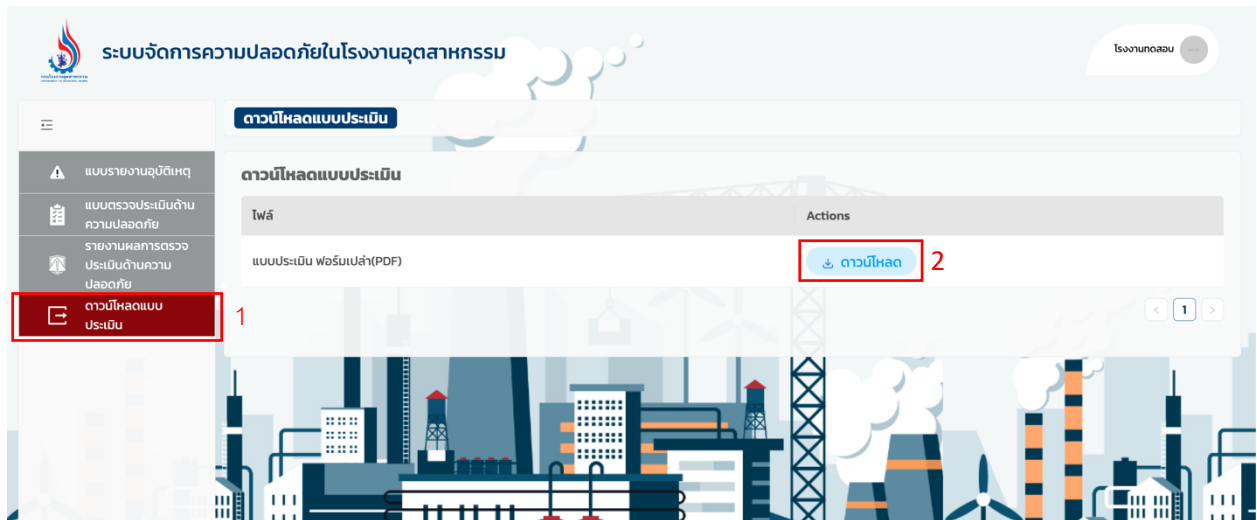 ระบบจัดการความปลอดภัยในโรงงานอุตสาหกรรม
โรงงานทดสอบ
ดาวน์โหลดแบบประเมิน
แบบรายงานอุบัติเหตุ
แบบตรวจประเมินด้าน
ความปลอดภัย
รายงานผลการตรวจ
ประเมินด้านความ
ปลอดภัย
ดาวน์โหลดแบบ
ประเมิน
1
ดาวน์โหลดแบบประเมิน
ไฟล์ Actions
แบบประเมิน ฟอร์มเปล่า(PDF) ดาวน์โหลด 2
< 1 >